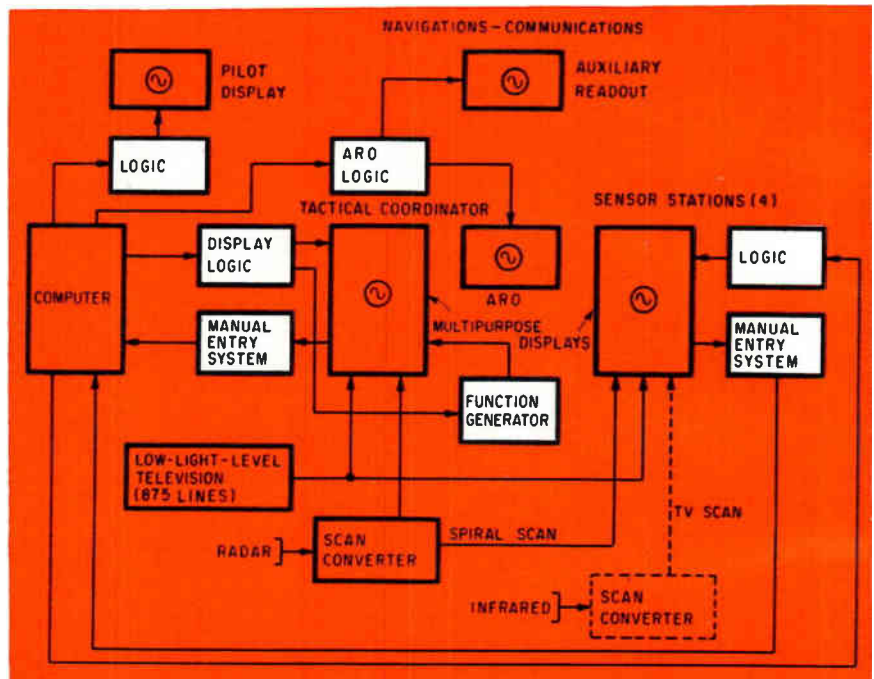 NAVIGATIONS-COMMUNICATIONS
PILOT
DISPLAY
AUXILIARY
READOUT
LOGIC
ARO
LOGIC
TACTICAL COORDINATOR
SENSOR STATIONS (4)
DISPLAY
LOGIC
LOGIC
COMPUTER
ARO
MULTIPURPOSE
DISPLAYS
MANUAL
ENTRY
SYSTEM
MANUAL
ENTRY
SYSTEM
FUNCTION
GENERATOR
LOW-LIGHT-LEVEL
TELEVISION
(875 LINES)
TV SCAN
SPIRAL SCAN
RADAR
SCAN
CONVERTER
INFRARED
SCAN
CONVERTER